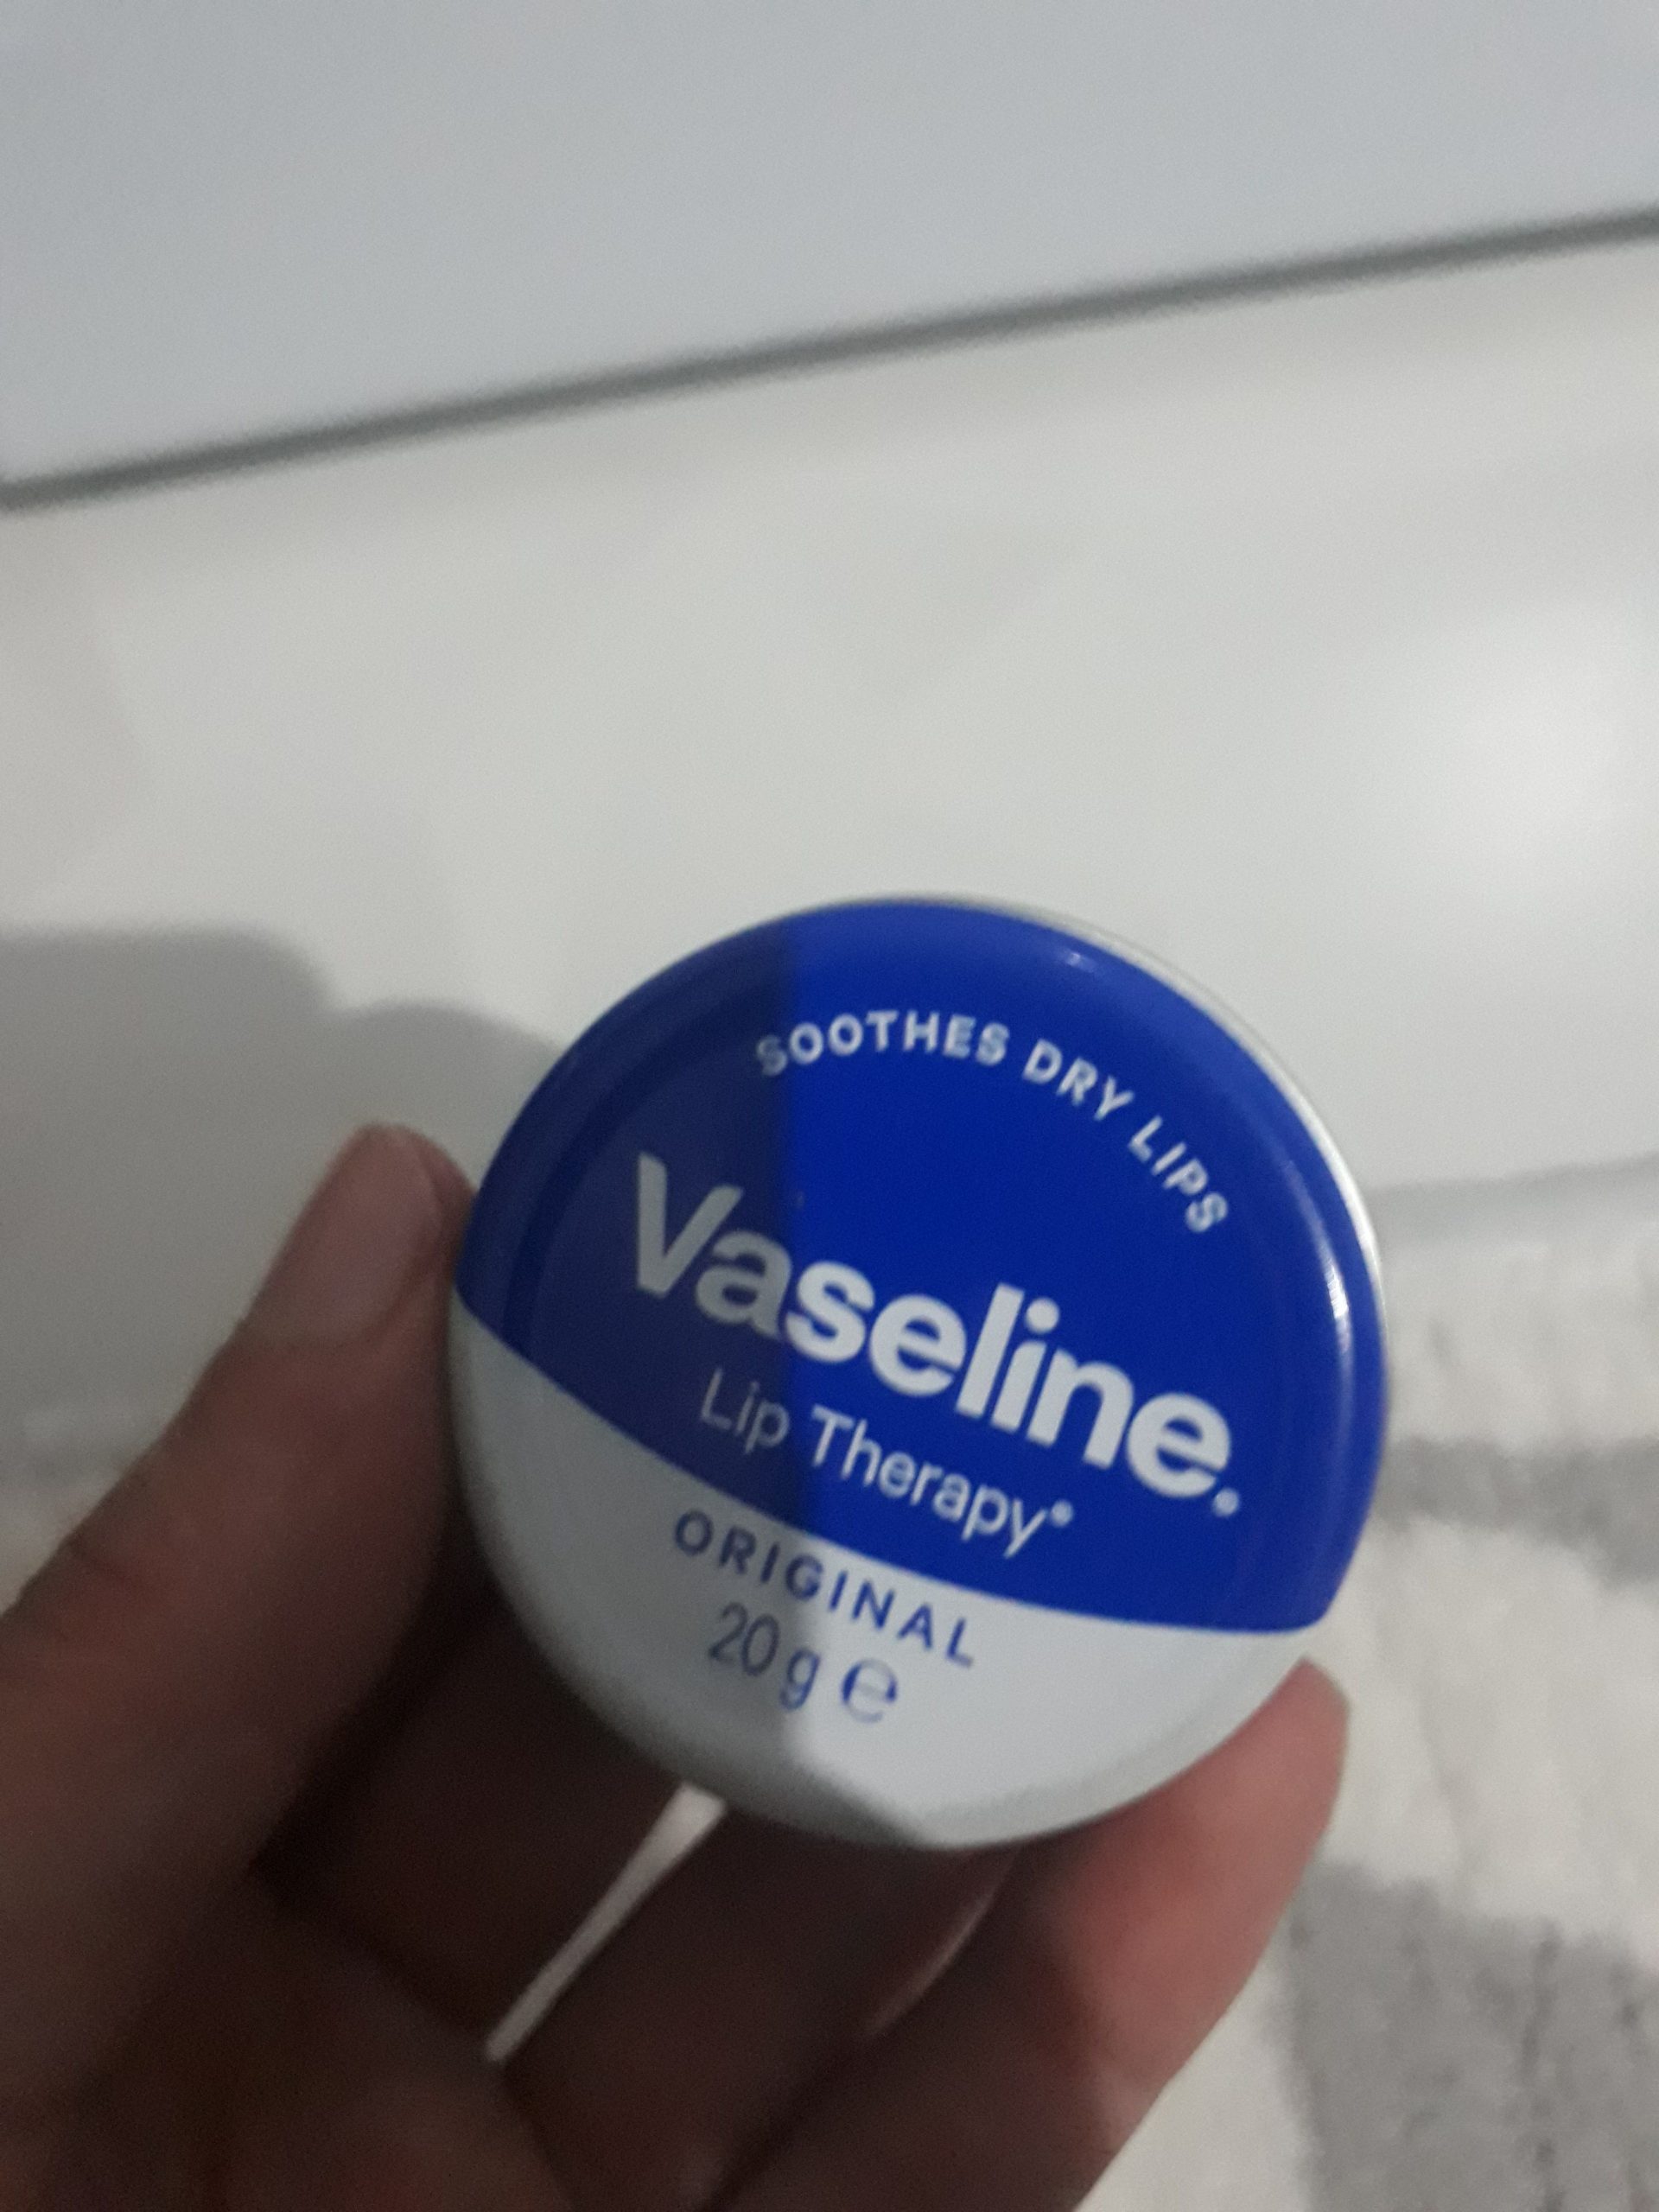 SOOTHES DRY LIPS
Vaseline®
Lip Therapy®
ORIGINAL
20 g ℮